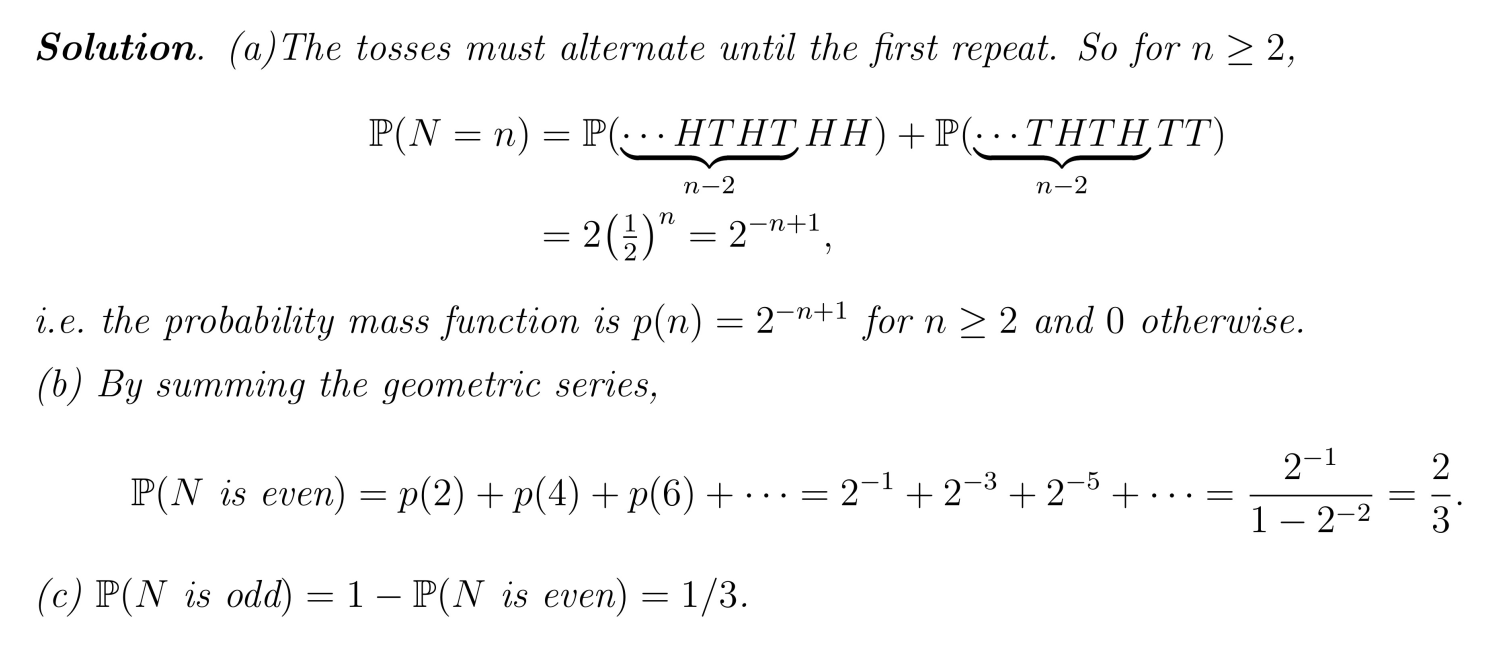 Solution. (a)The tosses must alternate until the first repeat. So for n ≥ 2,
ℙ(N = n) = ℙ(⋯HTHT HH) + ℙ(⋯THTH TT)
n−2 n−2
= 2(1/2)^n = 2^{−n+1},
i.e. the probability mass function is p(n) = 2^{−n+1} for n ≥ 2 and 0 otherwise.
(b) By summing the geometric series,
ℙ(N is even) = p(2) + p(4) + p(6) + ⋯ = 2^{−1} + 2^{−3} + 2^{−5} + ⋯ = \frac{2^{−1}}{1 − 2^{−2}} = \frac{2}{3}.
(c) ℙ(N is odd) = 1 − ℙ(N is even) = 1/3.